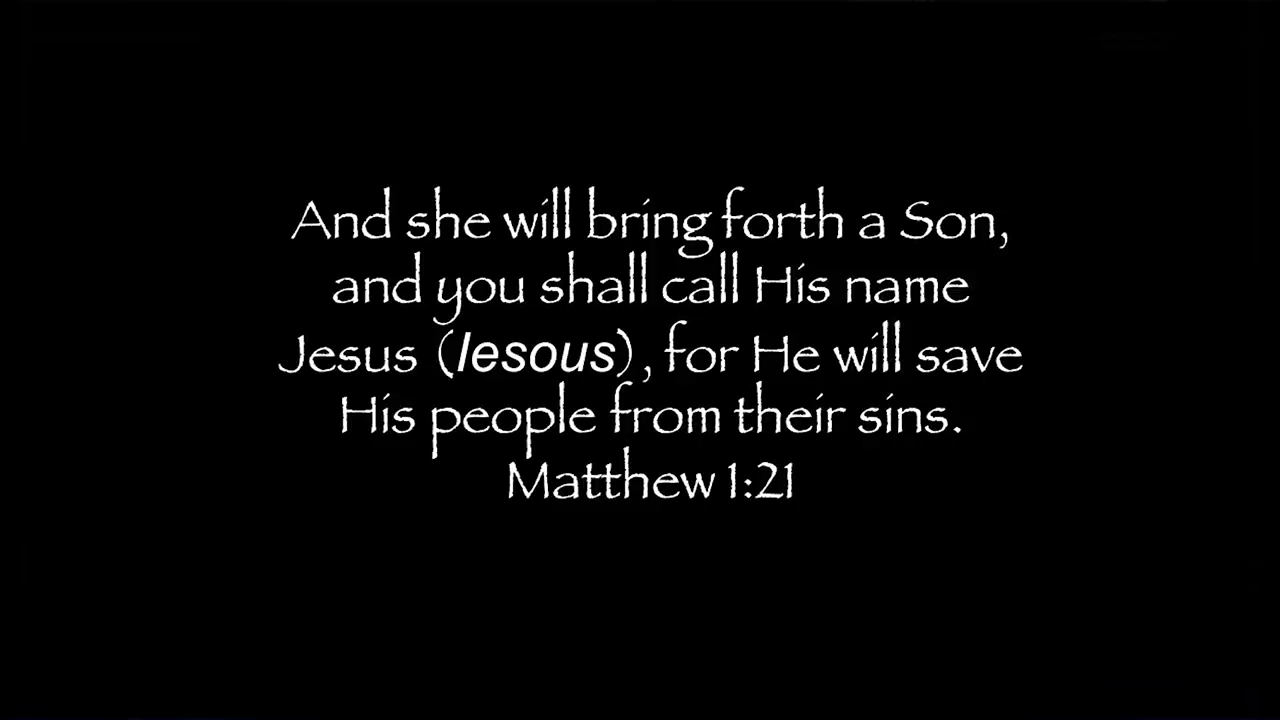 And she will bring forth a Son,
and you shall call His name
Jesus (Iesous), for He will save
His people from their sins.
Matthew 1:21